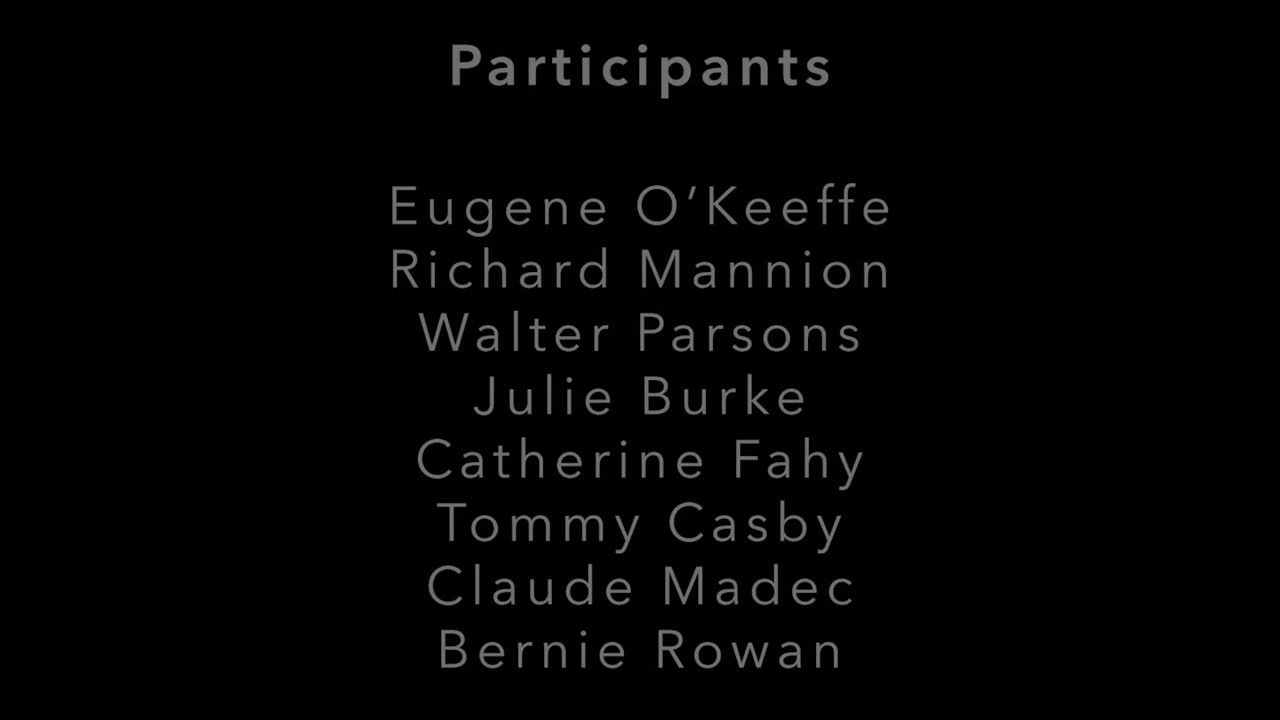 Participants
Eugene O’Keeffe
Richard Mannion
Walter Parsons
Julie Burke
Catherine Fahy
Tommy Casby
Claude Madec
Bernie Rowan